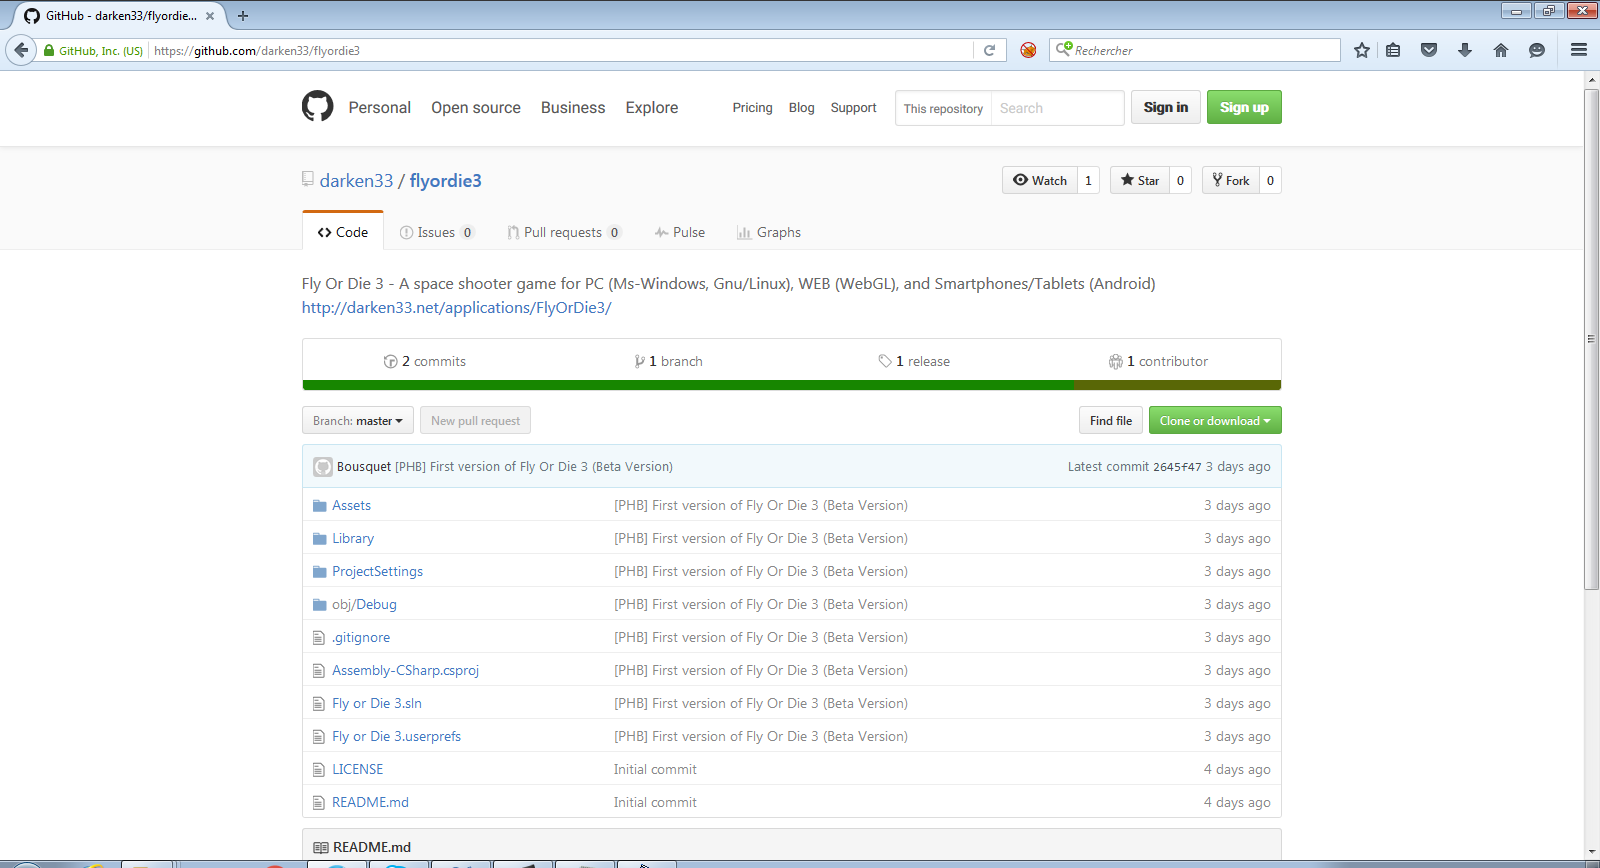 GitHub - darken33/flyordie...
GitHub, Inc. (US) https://github.com/darken33/flyordie3 Rechercher
Personal Open source Business Explore Pricing Blog Support This repository Search Sign in Sign up
darken33 / flyordie3 Watch 1 Star 0 Fork 0
Code Issues 0 Pull requests 0 Pulse Graphs
Fly Or Die 3 - A space shooter game for PC (Ms-Windows, Gnu/Linux), WEB (WebGL), and Smartphones/Tablets (Android)
http://darken33.net/applications/FlyOrDie3/
2 commits 1 branch 1 release 1 contributor
Branch: master New pull request Find file Clone or download
Bousquet [PHB] First version of Fly Or Die 3 (Beta Version) Latest commit 2645f47 3 days ago
Assets [PHB] First version of Fly Or Die 3 (Beta Version) 3 days ago
Library [PHB] First version of Fly Or Die 3 (Beta Version) 3 days ago
ProjectSettings [PHB] First version of Fly Or Die 3 (Beta Version) 3 days ago
obj/Debug [PHB] First version of Fly Or Die 3 (Beta Version) 3 days ago
.gitignore [PHB] First version of Fly Or Die 3 (Beta Version) 3 days ago
Assembly-CSharp.csproj [PHB] First version of Fly Or Die 3 (Beta Version) 3 days ago
Fly or Die 3.sln [PHB] First version of Fly Or Die 3 (Beta Version) 3 days ago
Fly or Die 3.userprefs [PHB] First version of Fly Or Die 3 (Beta Version) 3 days ago
LICENSE Initial commit 4 days ago
README.md Initial commit 4 days ago
README.md